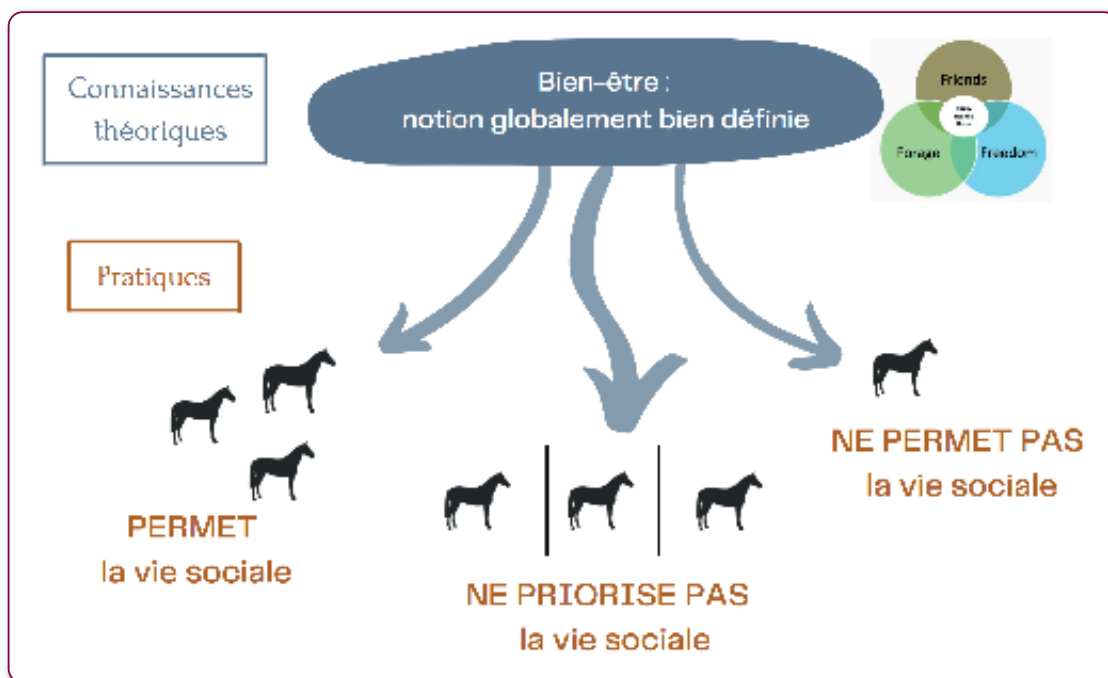 Connaissances
théoriques
Bien-être :
notion globalement bien définie
Friends
Forage
Freedom
Pratiques
PERMET
la vie sociale
NE PRIORISE PAS
la vie sociale
NE PERMET PAS
la vie sociale